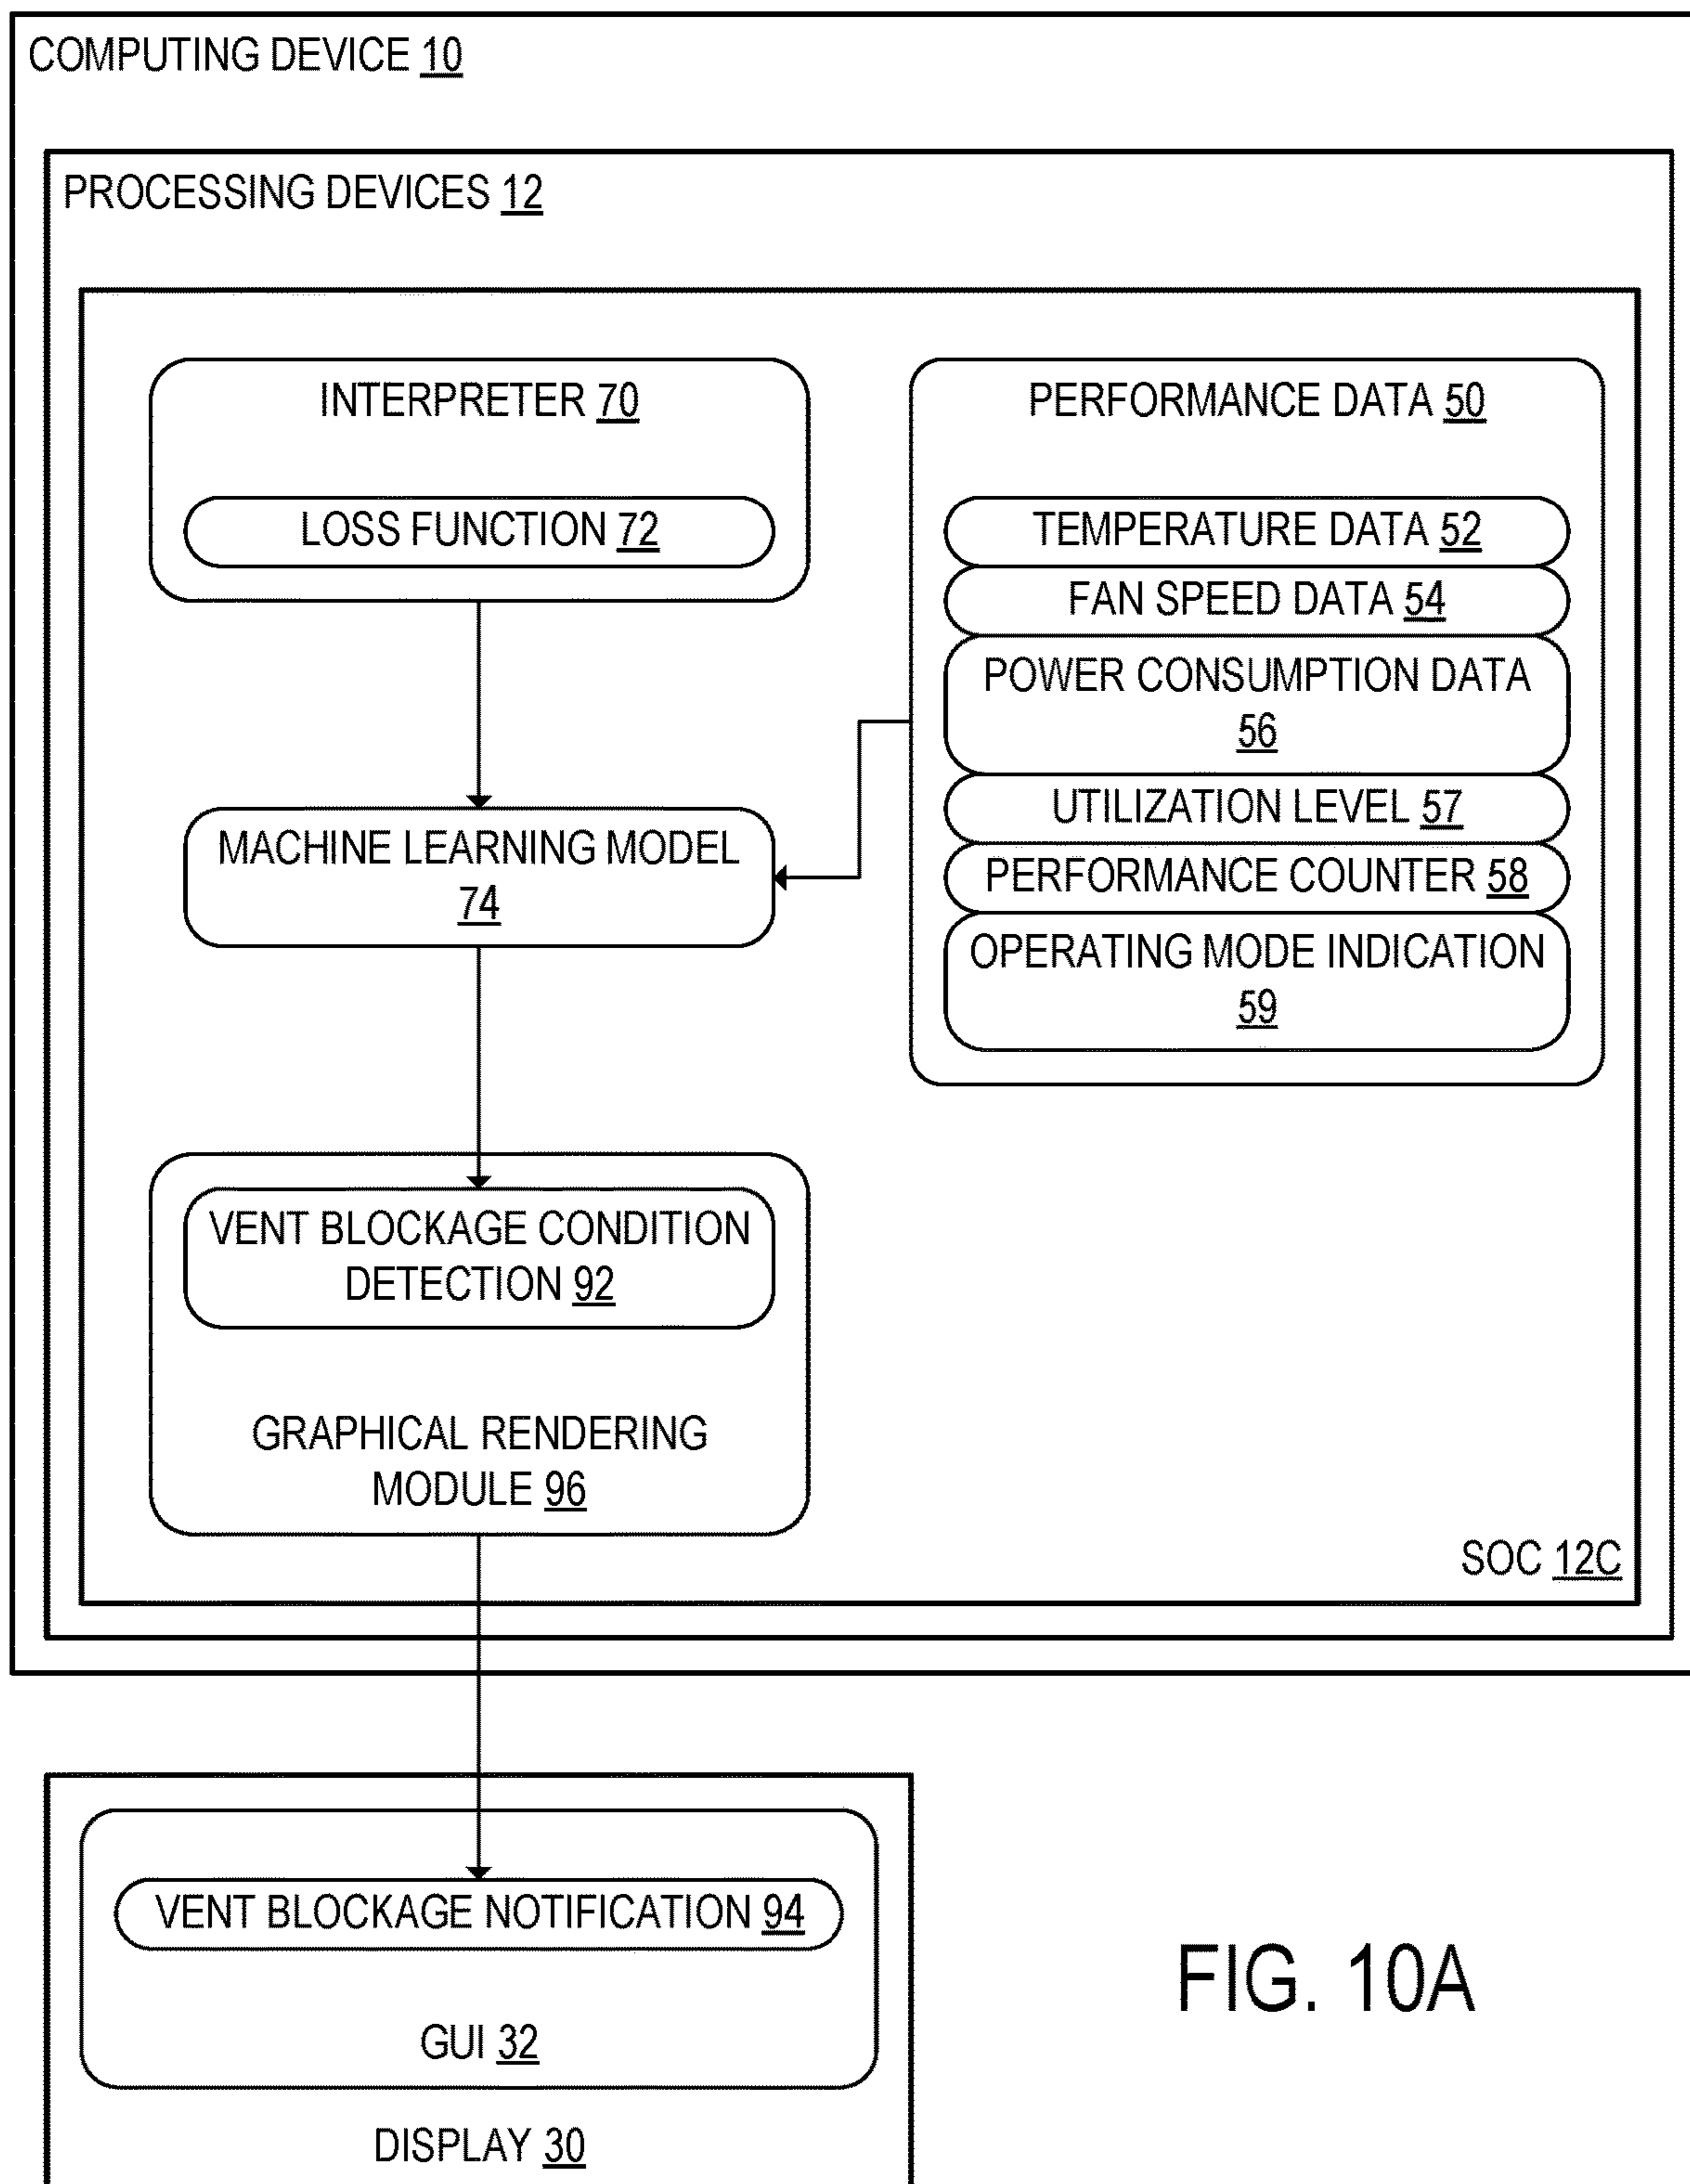 COMPUTING DEVICE 10
PROCESSING DEVICES 12
INTERPRETER 70
LOSS FUNCTION 72
PERFORMANCE DATA 50
TEMPERATURE DATA 52
FAN SPEED DATA 54
POWER CONSUMPTION DATA
56
UTILIZATION LEVEL 57
PERFORMANCE COUNTER 58
OPERATING MODE INDICATION
59
MACHINE LEARNING MODEL
74
VENT BLOCKAGE CONDITION
DETECTION 92
GRAPHICAL RENDERING
MODULE 96
SOC 12C
VENT BLOCKAGE NOTIFICATION 94
GUI 32
DISPLAY 30
FIG. 10A